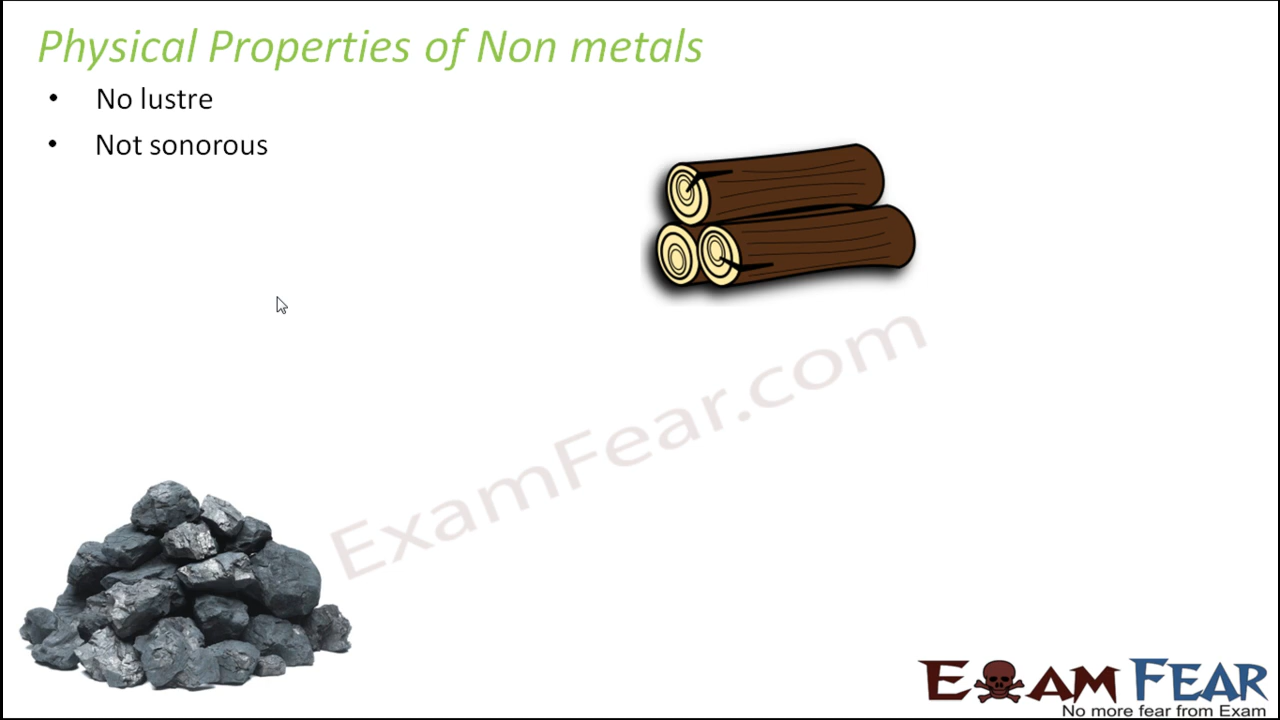 Physical Properties of Non metals
• No lustre
• Not sonorous
ExamFear.com
EXAM FEAR
No more fear from Exam